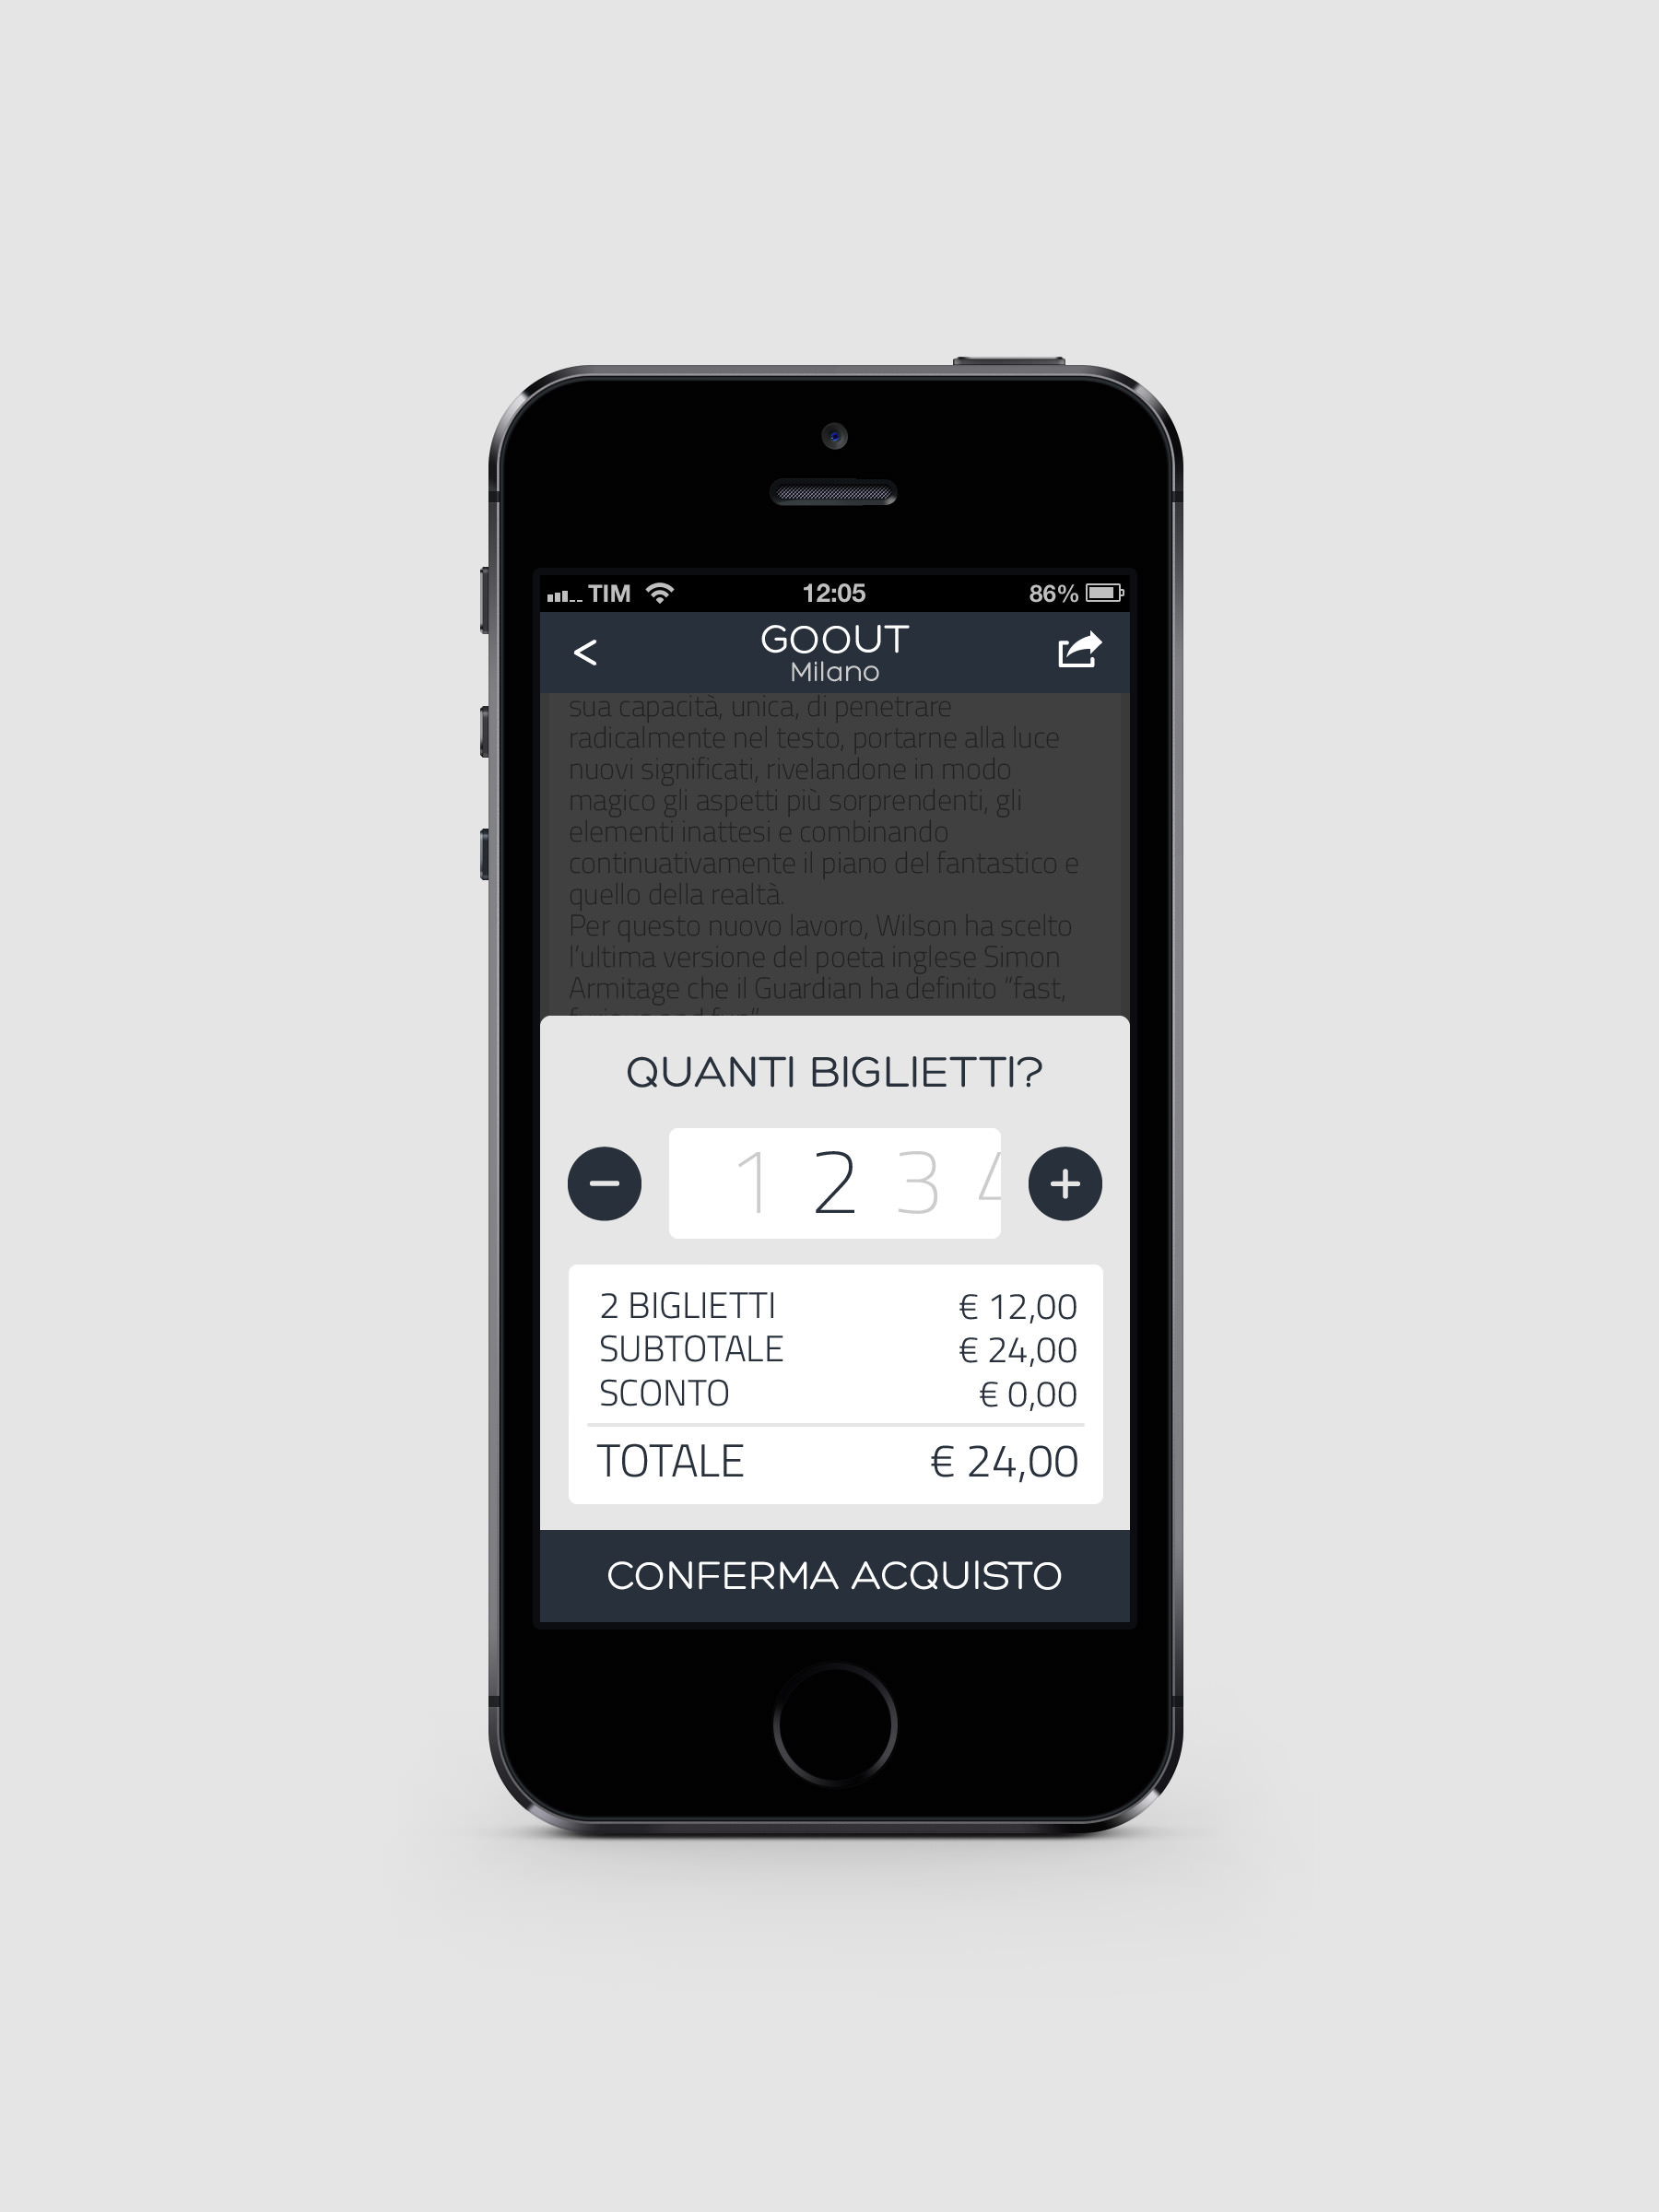 TIM 12:05 86%
<
GOOUT
Milano
sua capacità, unica, di penetrare
radicalmente nel testo, portarne alla luce
nuovi significati, rivelandone in modo
magico gli aspetti più sorprendenti, gli
elementi inattesi e combinando
continuativamente il piano del fantastico e
quello della realtà.
Per questo nuovo lavoro, Wilson ha scelto
l'ultima versione del poeta inglese Simon
Armitage che il Guardian ha definito "fast,
QUANTI BIGLIETTI?
− 1 2 3 4 +
2 BIGLIETTI € 12,00
SUBTOTALE € 24,00
SCONTO € 0,00
TOTALE € 24,00
CONFERMA ACQUISTO